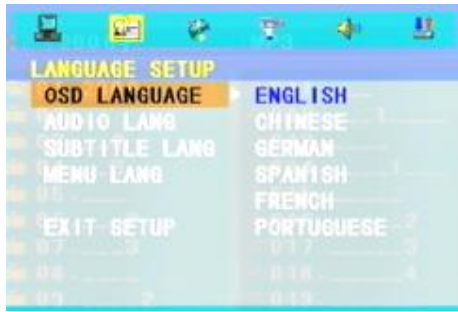 LANGUAGE SETUP
OSD LANGUAGE
AUDIO LANG
SUBTITLE LANG
MENU LANG
EXIT SETUP
ENGLISH
CHINESE
GERMAN
SPANISH
FRENCH
PORTUGUESE